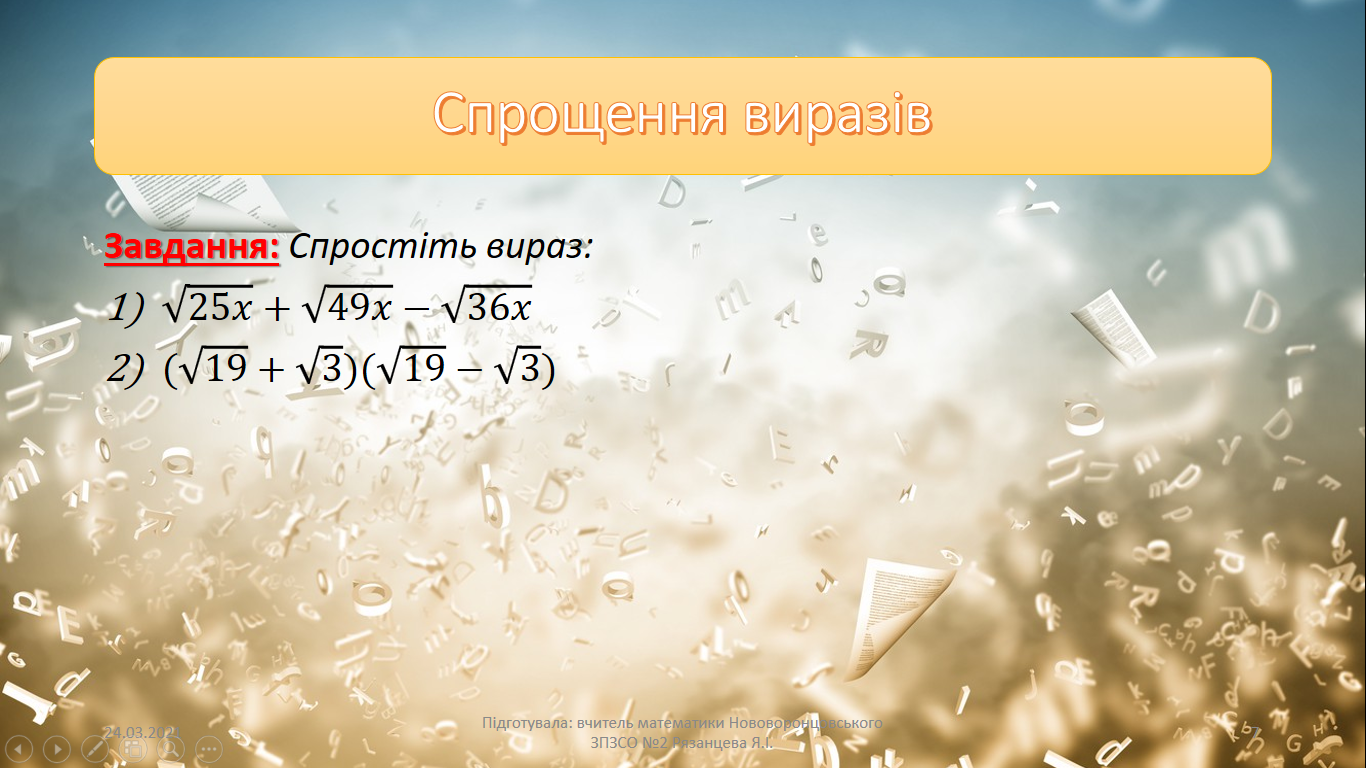 Спрощення виразів
Завдання: Спростіть вираз:
1) √25x + √49x − √36x
2) (√19 + √3)(√19 − √3)
Підготувала: вчитель математики Нововоронцовського
ЗПЗСО №2 Рязанцева Я.І.